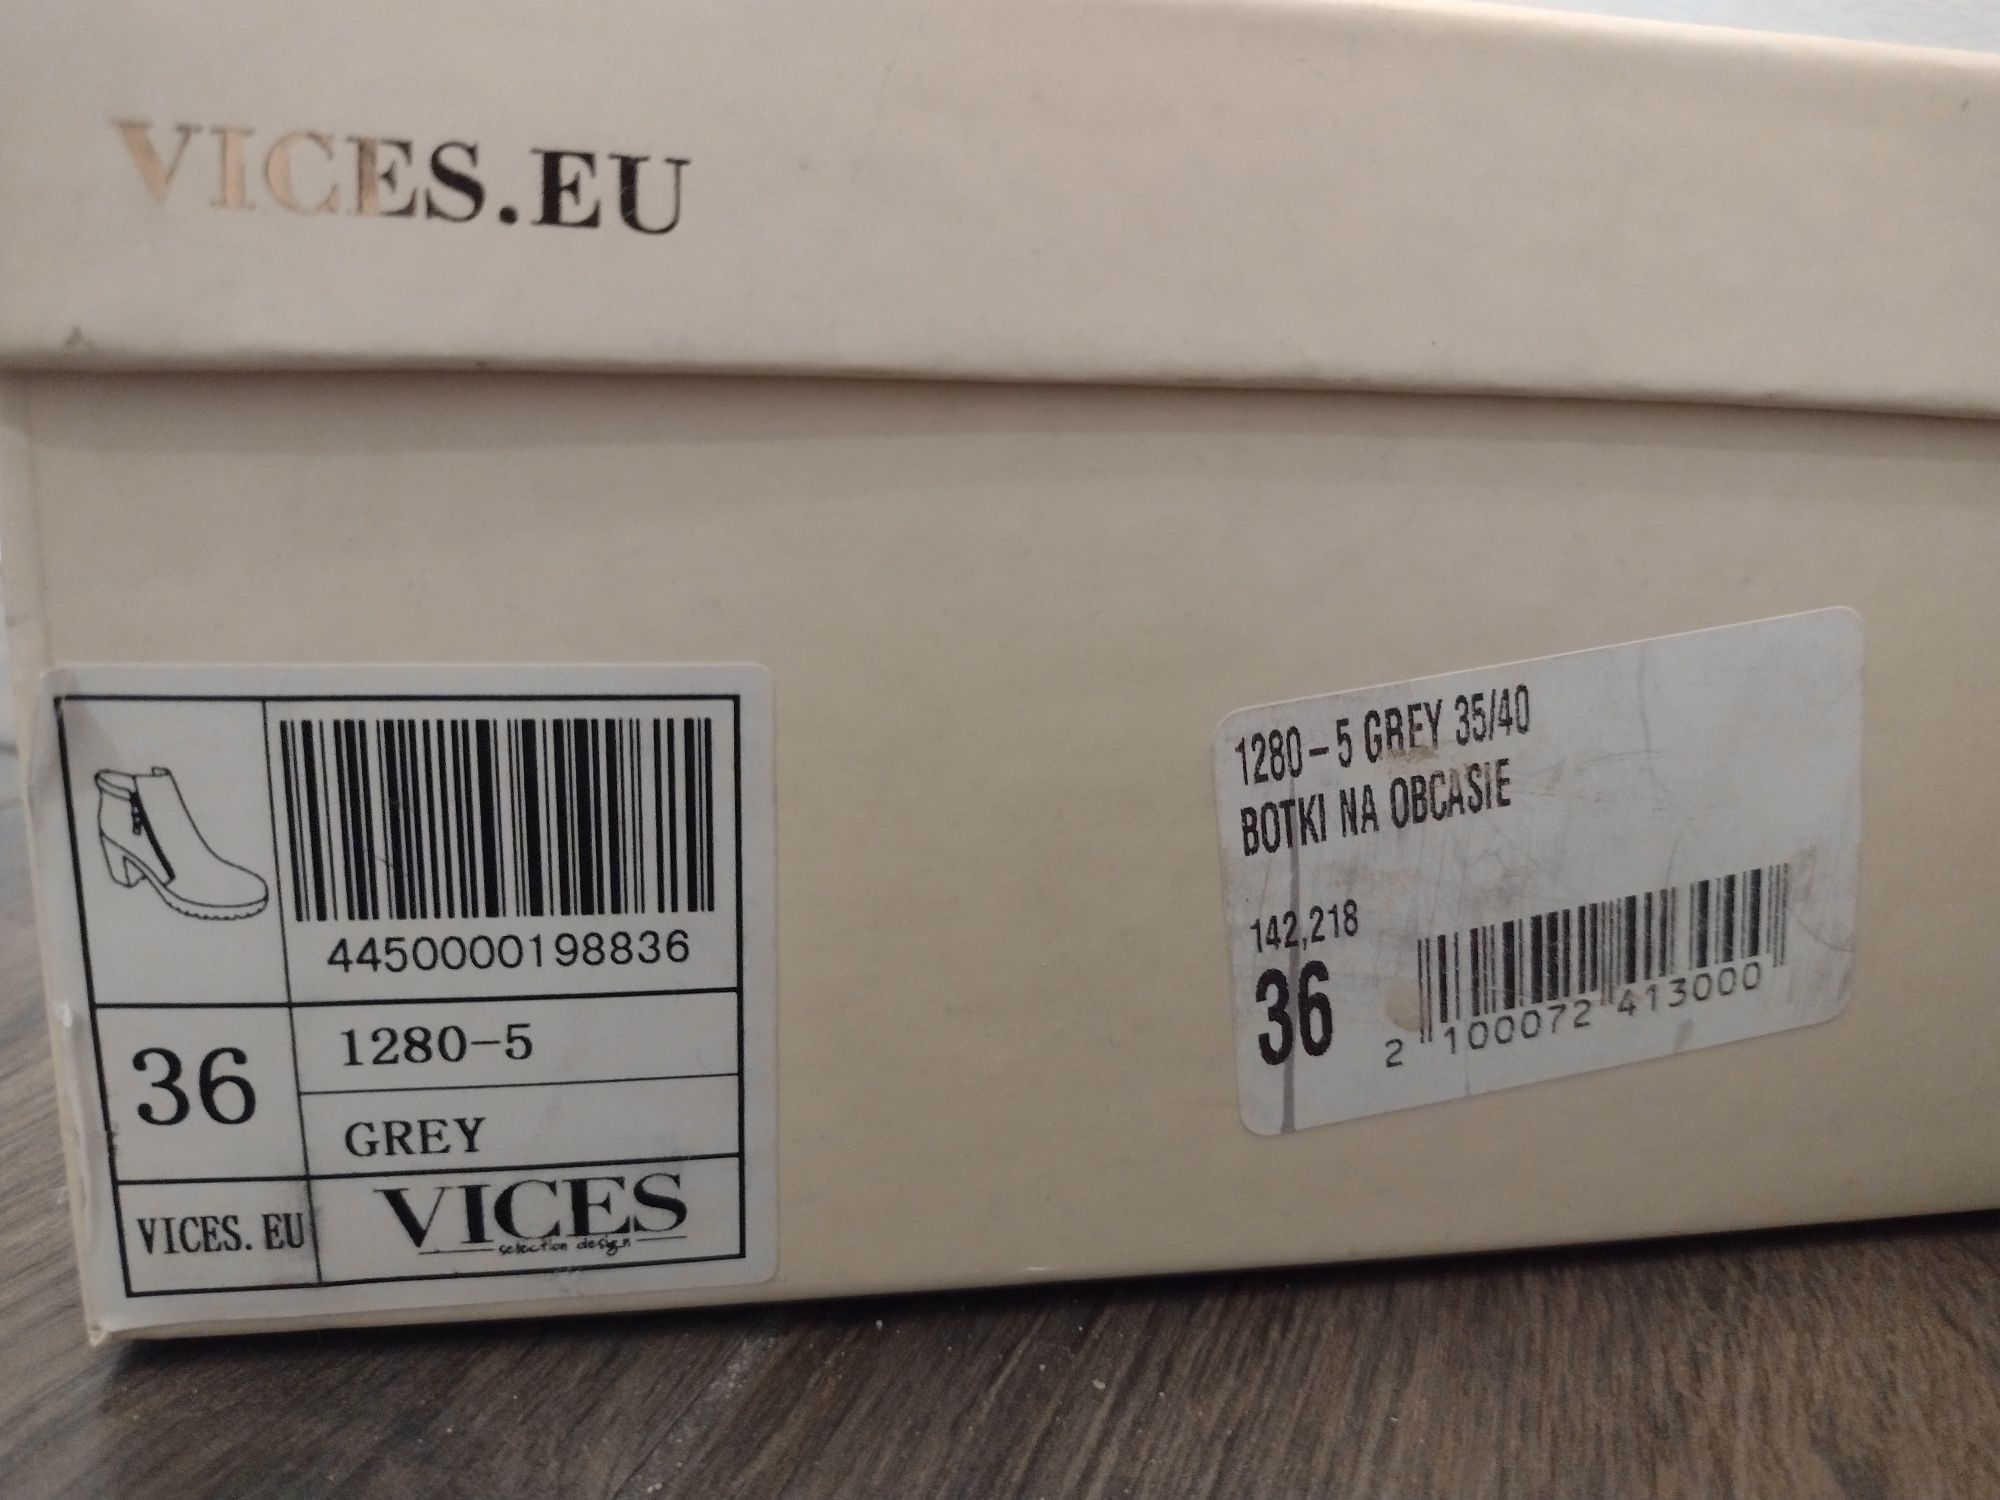 VICES.EU
4450000198836
36
1280-5
GREY
VICES.EU
VICES
selection design
1280-5 GREY 35/40
BOTKI NA OBCASIE
142,218
36
2 100072 413000